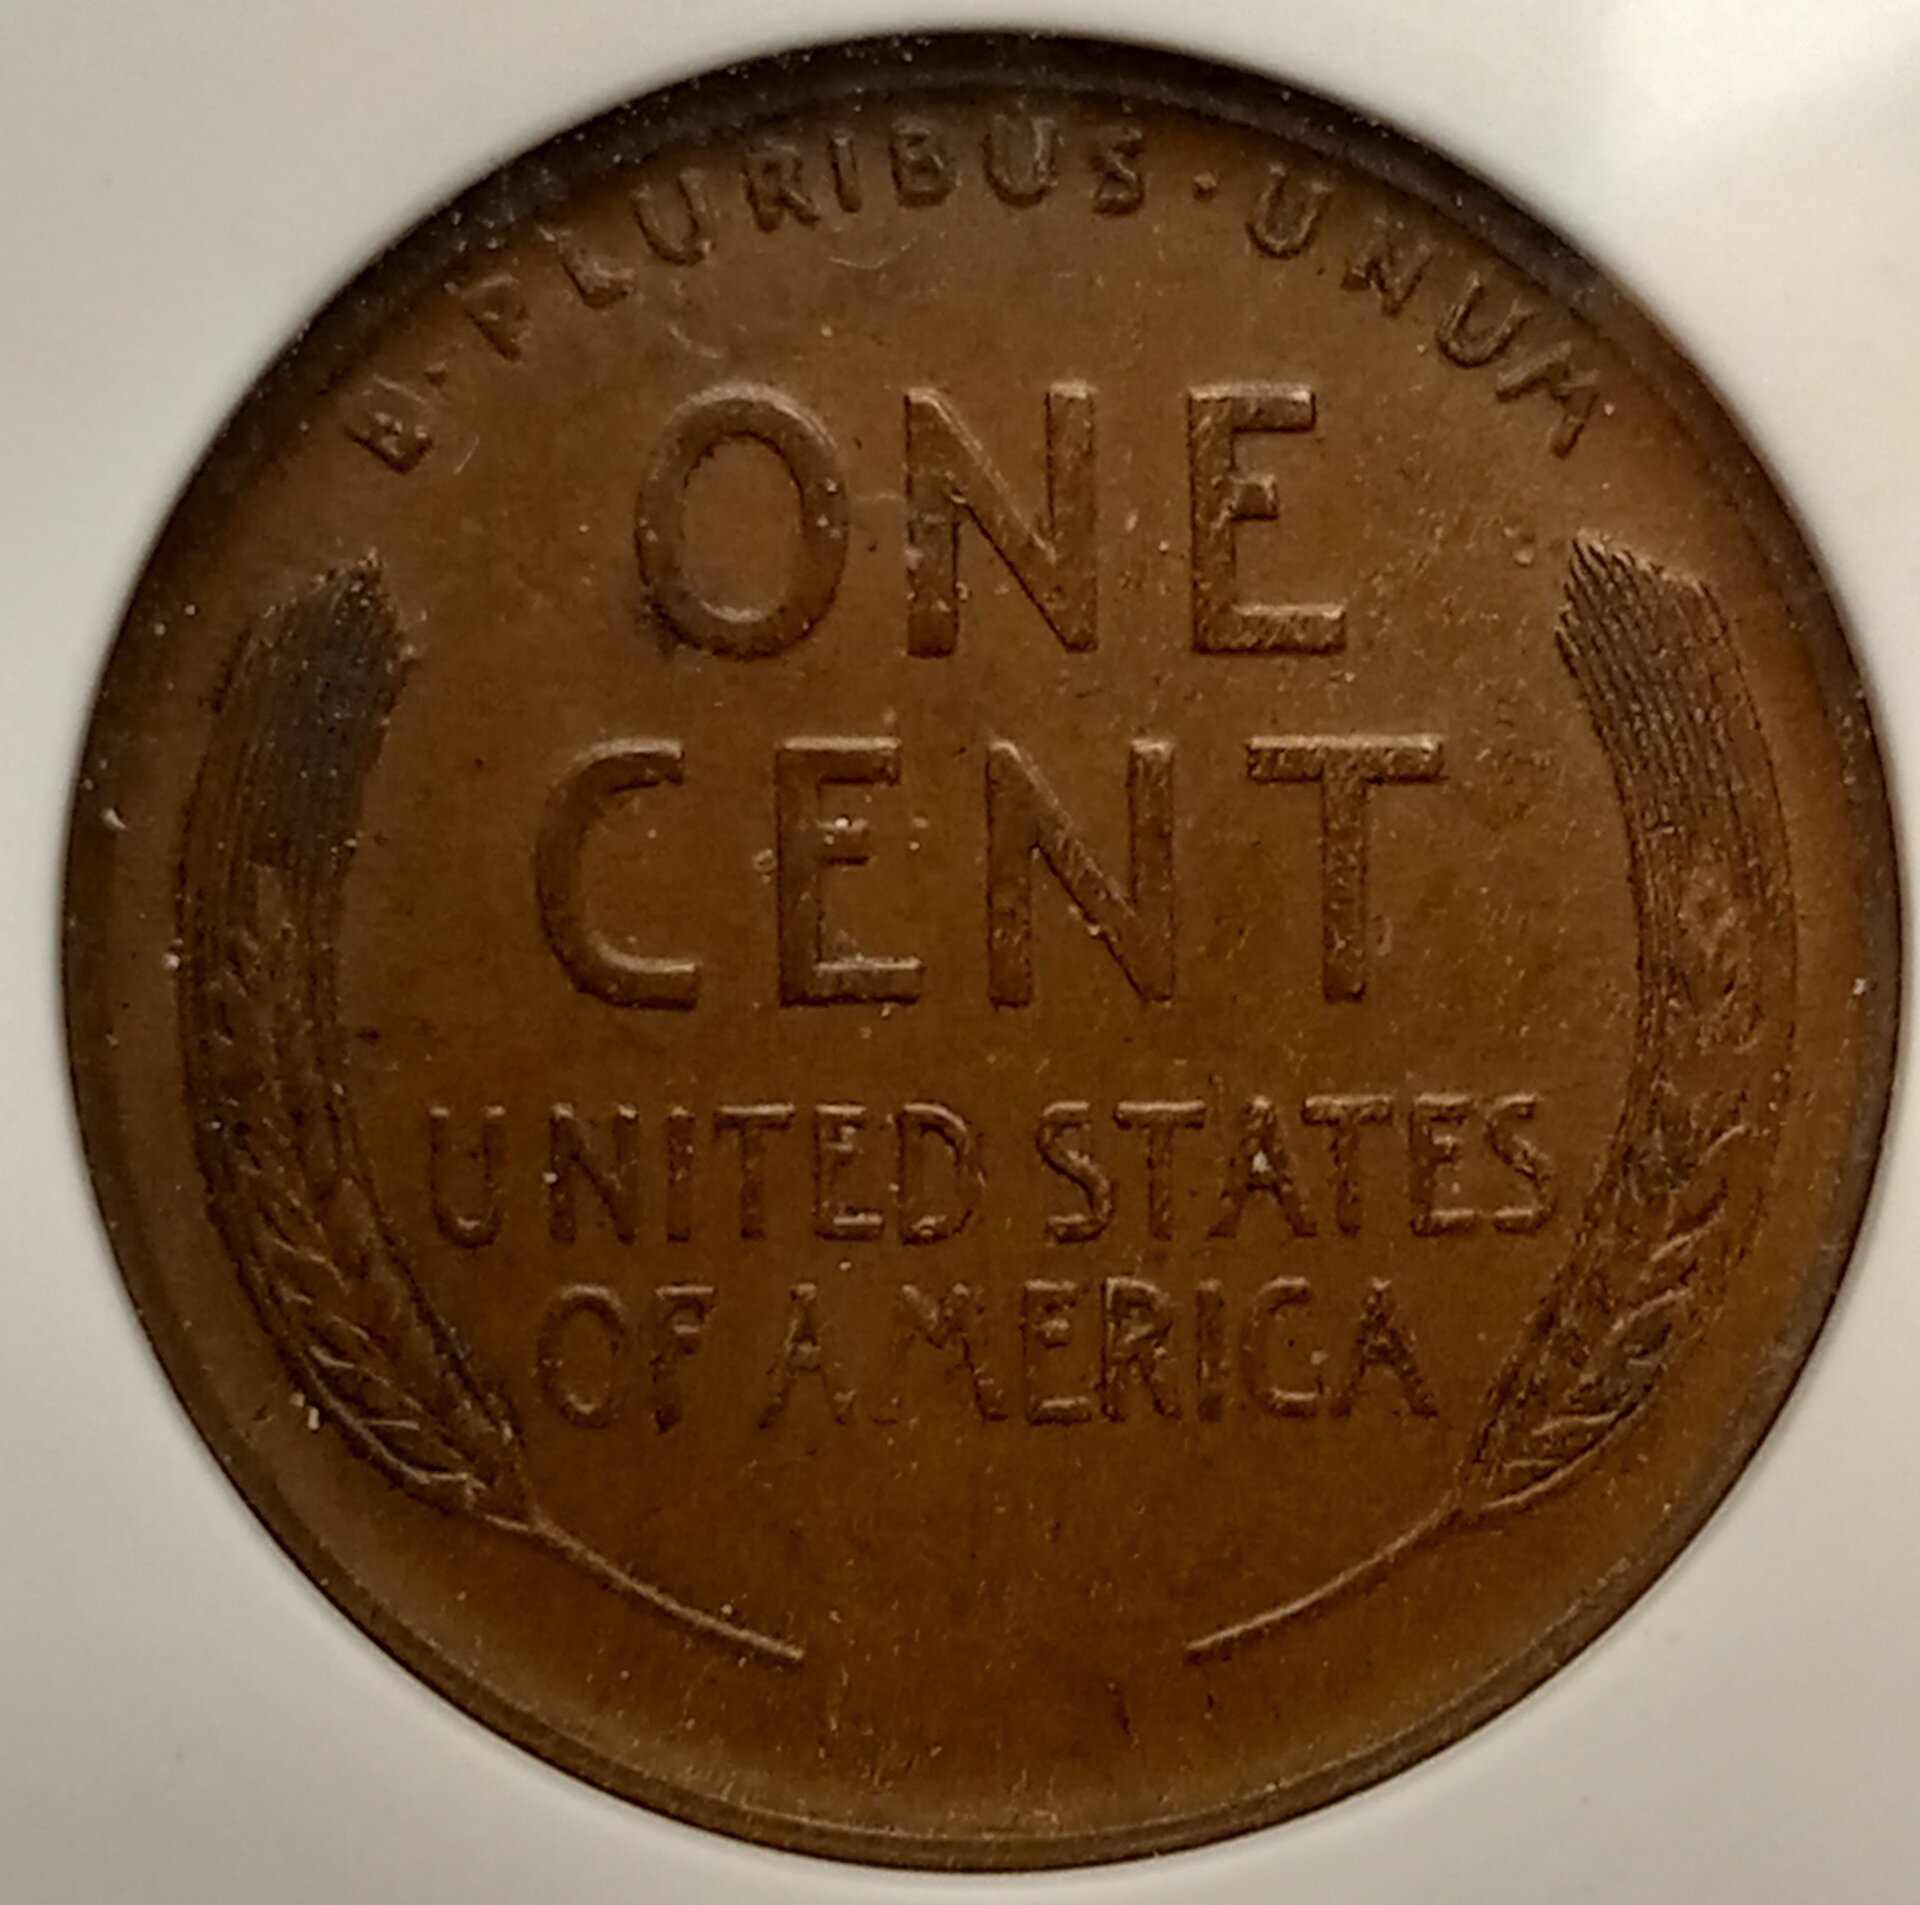 E·PLURIBUS·UNUM
ONE
CENT
UNITED STATES
OF AMERICA